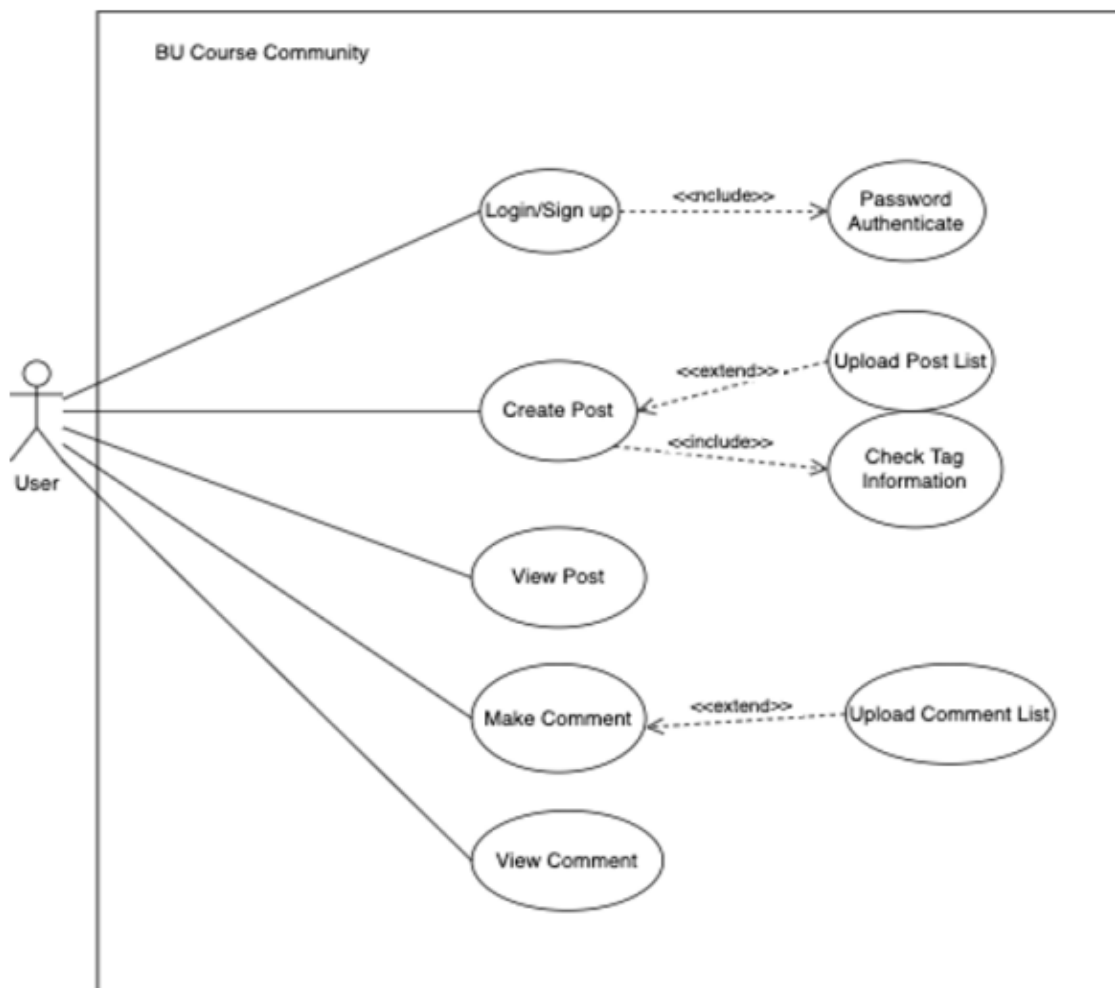 BU Course Community
Login/Sign up
<<nclude>>
Password
Authenticate
Upload Post List
<<extend>>
Create Post
<<include>>
Check Tag
Information
User
View Post
Make Comment
<<extend>>
Upload Comment List
View Comment